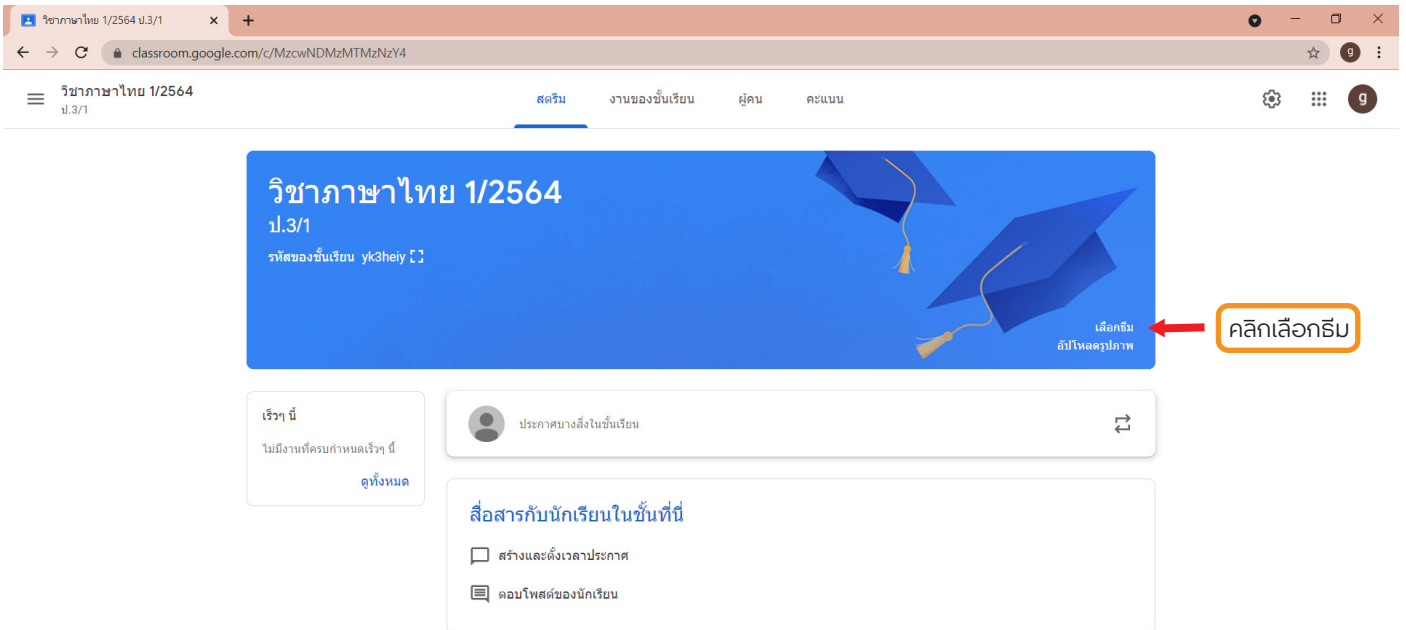 วิชาภาษาไทย 1/2564 ป.3/1
classroom.google.com/c/MzcwNDMzMTMzNzY4
g
วิชาภาษาไทย 1/2564
ป.3/1
สตรีม
งานของชั้นเรียน
ผู้คน
คะแนน
g
วิชาภาษาไทย 1/2564
ป.3/1
รหัสของชั้นเรียน yk3heiy
เลือกธีม
อัปโหลดรูปภาพ
คลิกเลือกธีม
เร็วๆ นี้
ไม่มีงานที่ครบกำหนดเร็วๆ นี้
ดูทั้งหมด
ประกาศบางสิ่งในชั้นเรียน
สื่อสารกับนักเรียนในชั้นที่นี่
สร้างและตั้งเวลาประกาศ
ตอบโพสต์ของนักเรียน